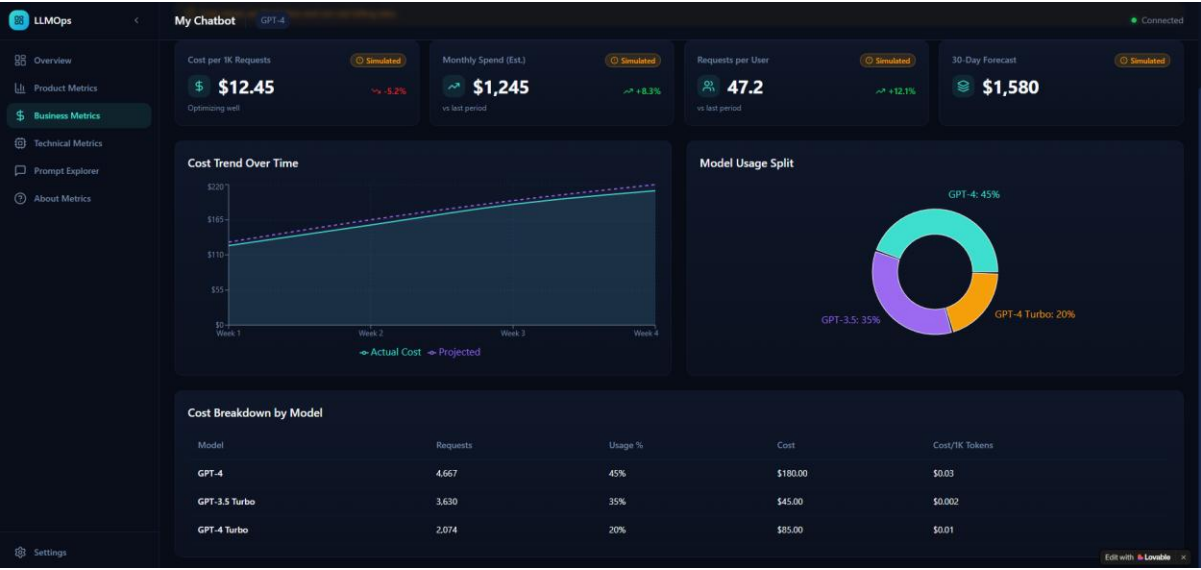 LLMOps
My Chatbot
GPT-4
Connected
Overview
Product Metrics
Business Metrics
Technical Metrics
Prompt Explorer
About Metrics
Settings
Cost per 1K Requests
Simulated
$12.45
-5.2%
Optimizing well
Monthly Spend (Est.)
Simulated
$1,245
+8.3%
vs last period
Requests per User
Simulated
47.2
+12.1%
vs last period
30-Day Forecast
Simulated
$1,580
Cost Trend Over Time
$220
$165
$110
$55
$0
Week 1 Week 2 Week 3 Week 4
Actual Cost Projected
Model Usage Split
GPT-4: 45%
GPT-3.5: 35%
GPT-4 Turbo: 20%
Cost Breakdown by Model
Model Requests Usage % Cost Cost/1K Tokens
GPT-4 4,667 45% $180.00 $0.03
GPT-3.5 Turbo 3,630 35% $45.00 $0.002
GPT-4 Turbo 2,074 20% $85.00 $0.01
Edit with Lovable ×